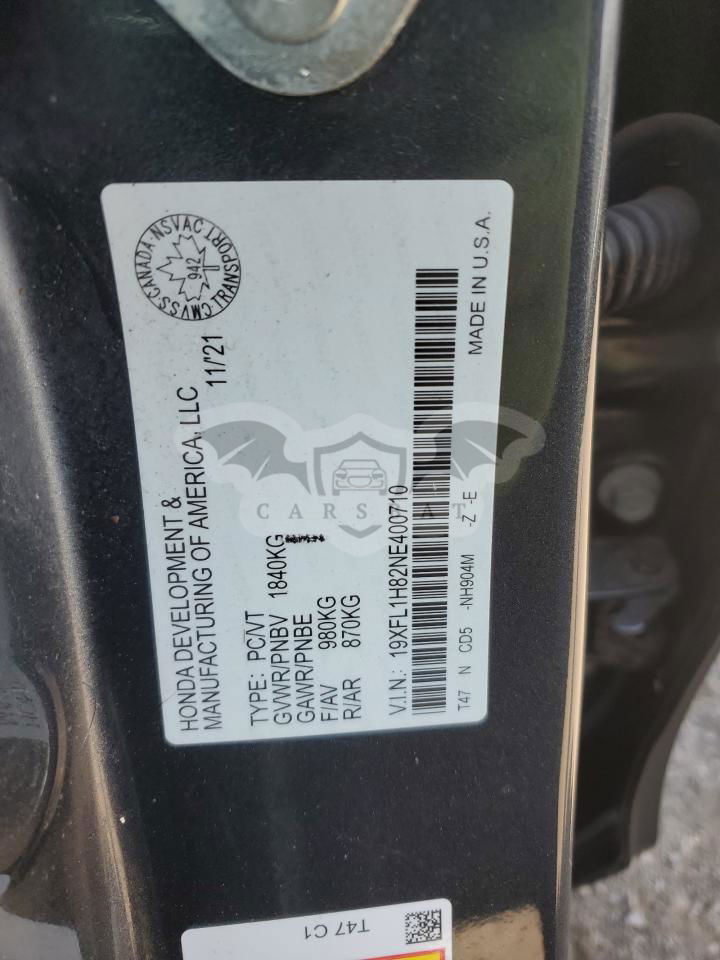 HONDA DEVELOPMENT &
MANUFACTURING OF AMERICA, LLC
11/'21
CMVSS·CANADA·NSVAC
942
TRANSPORT
TYPE: PC/VT
GVWR/PNBV 1840KG
GAWR/PNBE
F/AV 980KG
R/AR 870KG
V.I.N.: 19XFL1H82NE400710
T47 N CD5 -NH904M -Z -E
MADE IN U.S.A.
CARSBAT
T47 C1